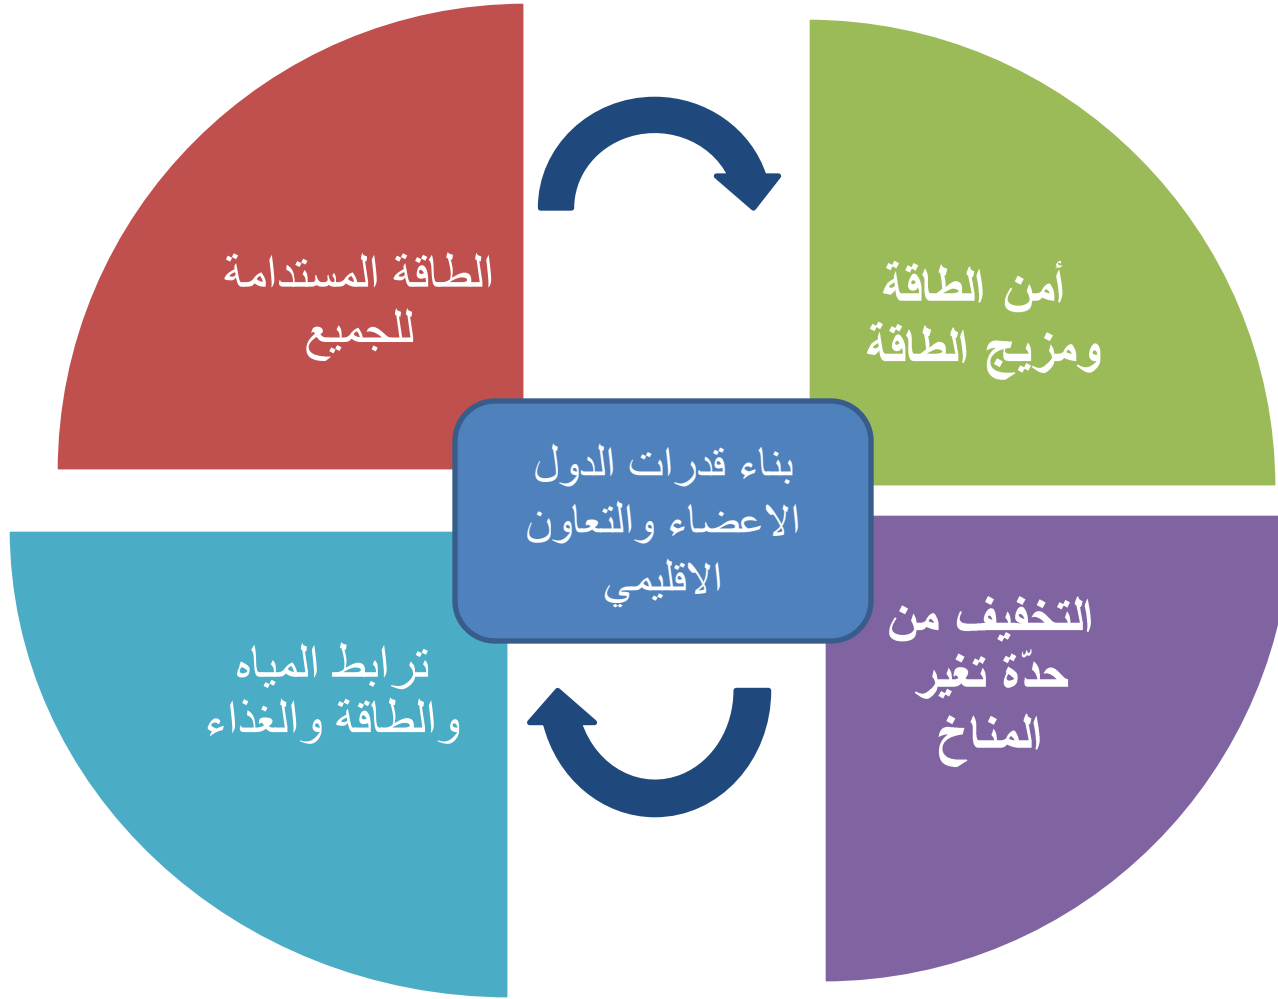 أمن الطاقة
ومزيج الطاقة
الطاقة المستدامة
للجميع
بناء قدرات الدول
الاعضاء والتعاون
الاقليمي
التخفيف من
حدّة تغير
المناخ
ترابط المياه
والطاقة والغذاء